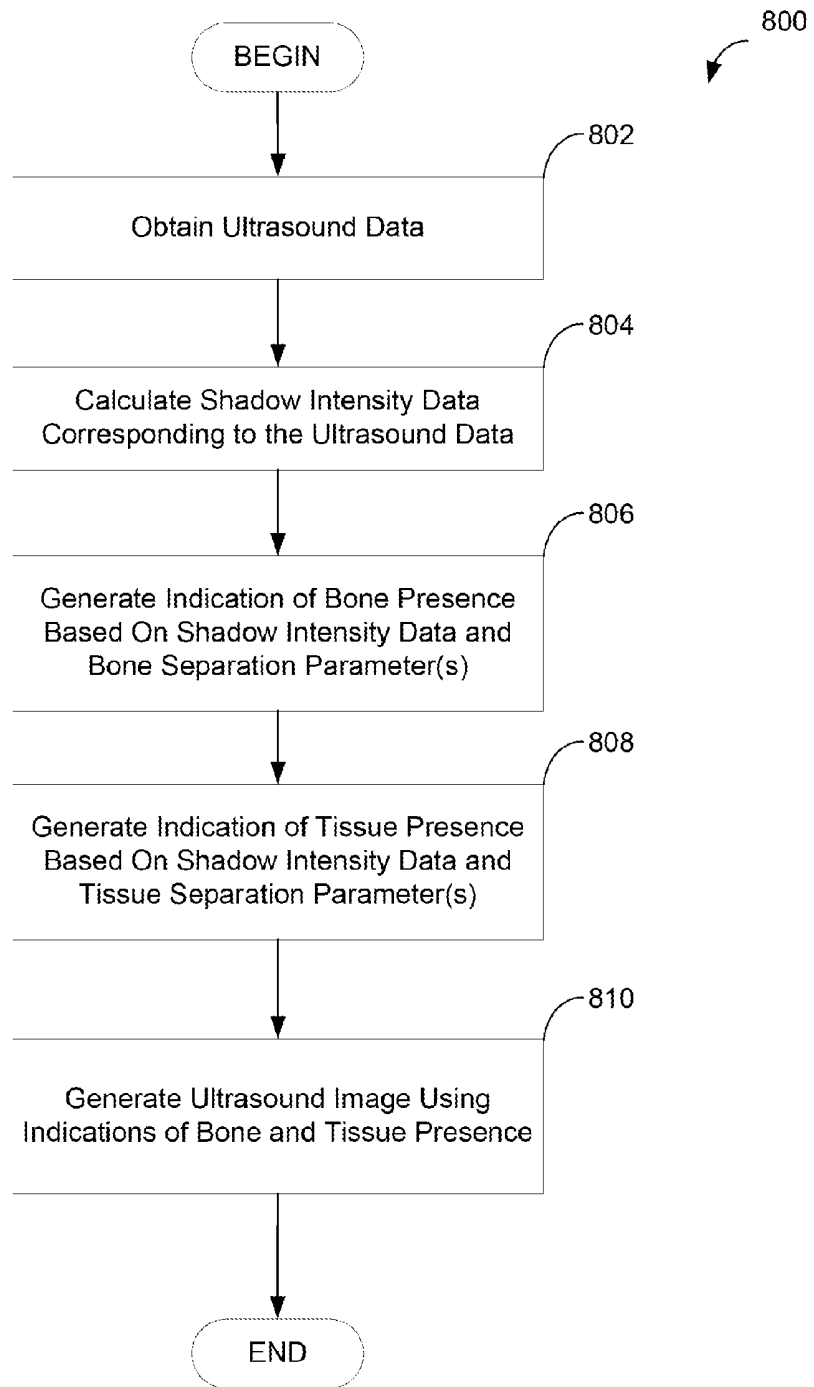 800
BEGIN
802
Obtain Ultrasound Data
804
Calculate Shadow Intensity Data
Corresponding to the Ultrasound Data
806
Generate Indication of Bone Presence
Based On Shadow Intensity Data and
Bone Separation Parameter(s)
808
Generate Indication of Tissue Presence
Based On Shadow Intensity Data and
Tissue Separation Parameter(s)
810
Generate Ultrasound Image Using
Indications of Bone and Tissue Presence
END